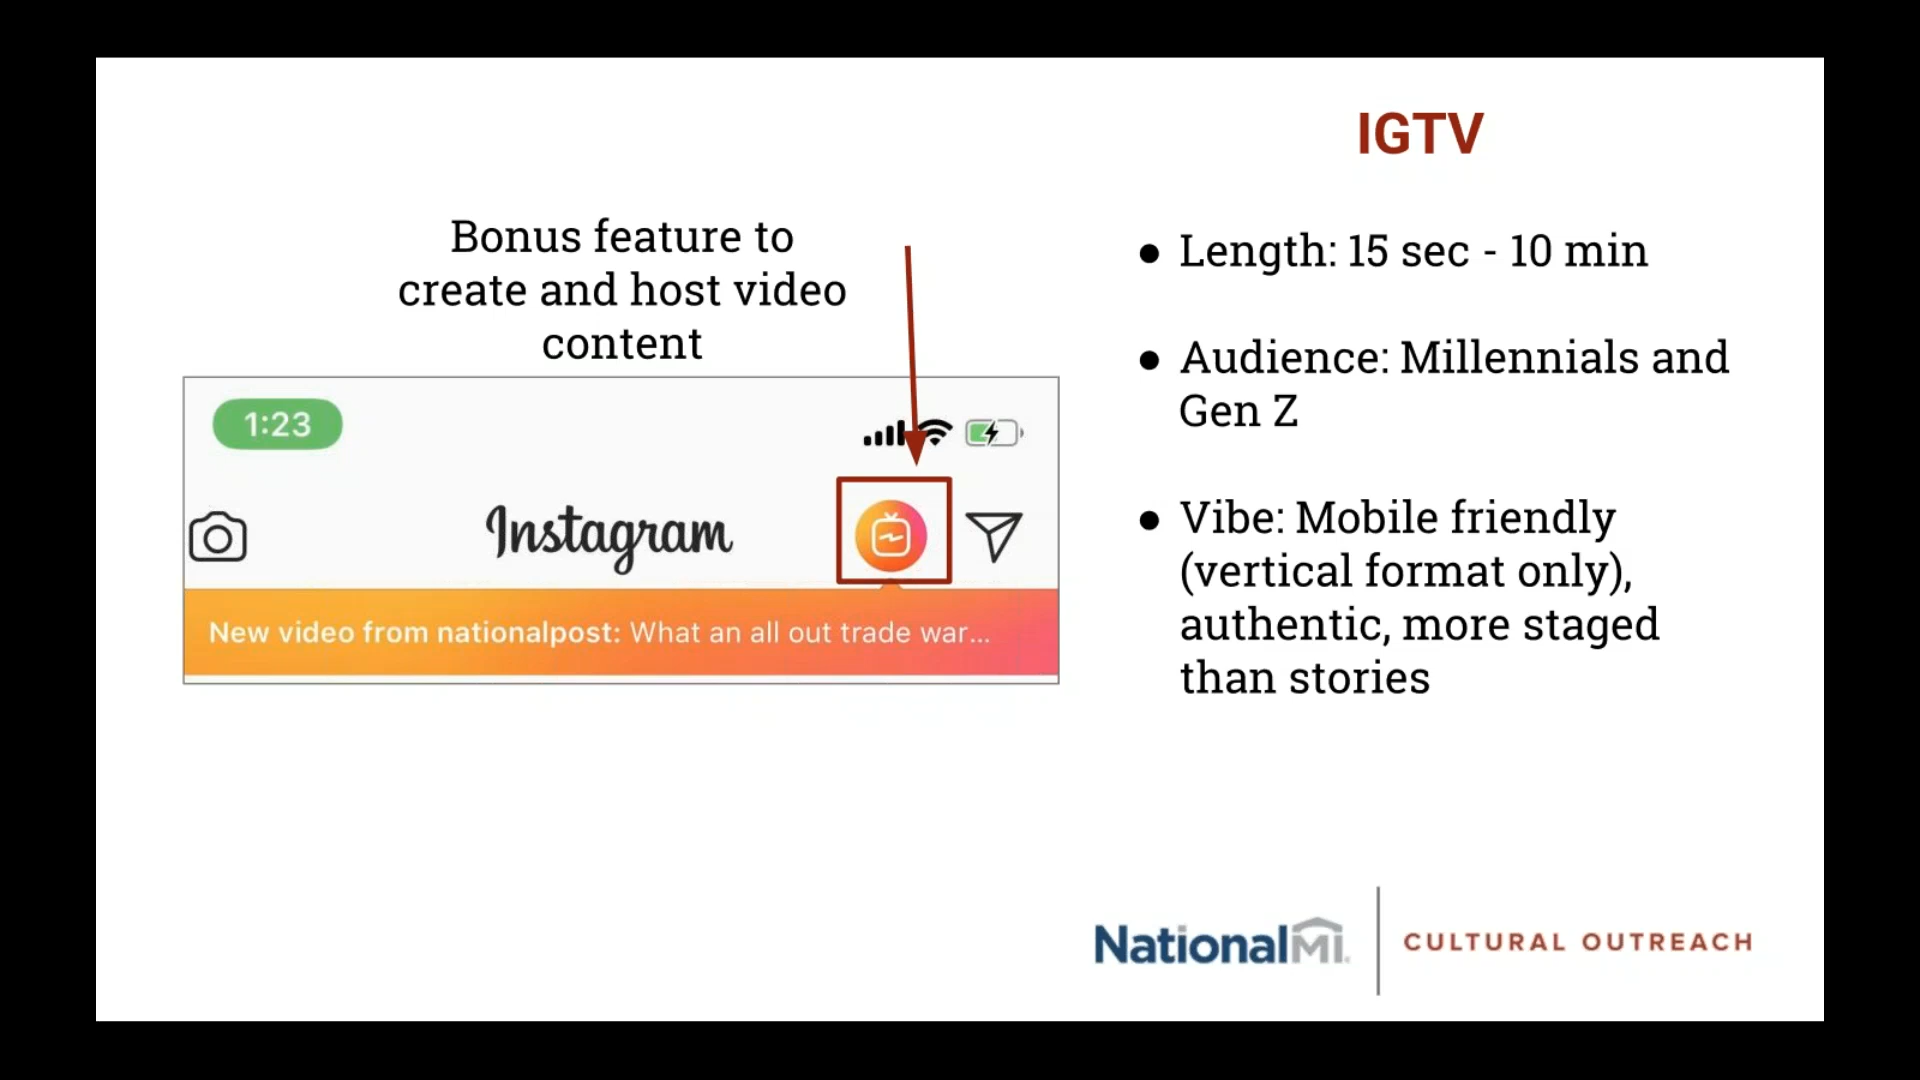 IGTV
Bonus feature to
create and host video
content
1:23
Instagram
New video from nationalpost: What an all out trade war...
● Length: 15 sec - 10 min
● Audience: Millennials and
Gen Z
● Vibe: Mobile friendly
(vertical format only),
authentic, more staged
than stories
NationalMI.
CULTURAL OUTREACH